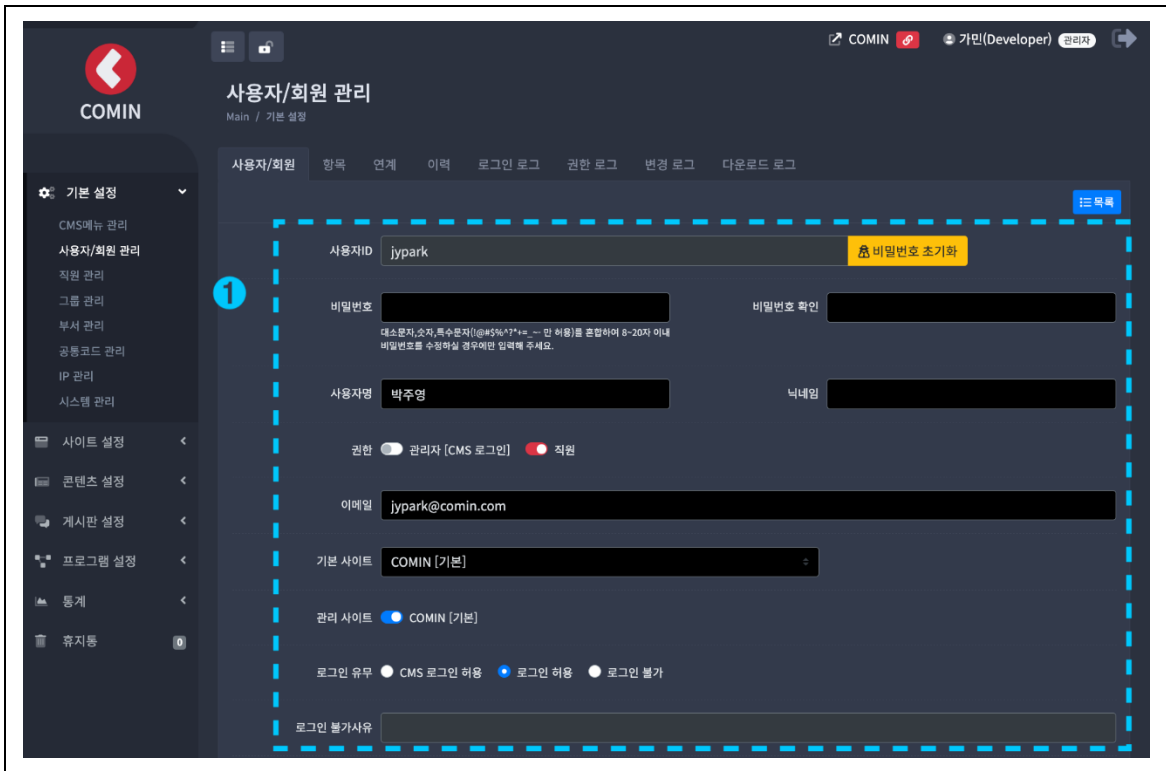 COMIN
COMIN 가민(Developer) 관리자
사용자/회원 관리
Main / 기본 설정
사용자/회원 항목 연계 이력 로그인 로그 권한 로그 변경 로그 다운로드 로그
목록
기본 설정
CMS메뉴 관리
사용자/회원 관리
직원 관리
그룹 관리
부서 관리
공통코드 관리
IP 관리
시스템 관리
사이트 설정
콘텐츠 설정
게시판 설정
프로그램 설정
통계
휴지통 0
1
사용자ID jypark 비밀번호 초기화
비밀번호 비밀번호 확인
대소문자,숫자,특수문자(!@#$%^?*+=_~- 만 허용)를 혼합하여 8~20자 이내
비밀번호를 수정하실 경우에만 입력해 주세요.
사용자명 박주영 닉네임
권한 관리자 [CMS 로그인] 직원
이메일 jypark@comin.com
기본 사이트 COMIN [기본]
관리 사이트 COMIN [기본]
로그인 유무 CMS 로그인 허용 로그인 허용 로그인 불가
로그인 불가사유